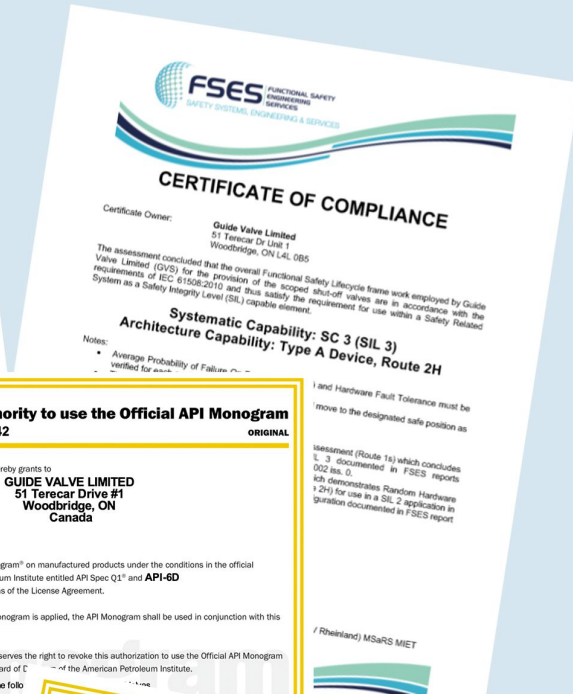 FSES FUNCTIONAL SAFETY
ENGINEERING
SERVICES
SAFETY SYSTEMS, ENGINEERING & SERVICES
CERTIFICATE OF COMPLIANCE
Certificate Owner:
Guide Valve Limited
51 Terecar Dr Unit 1
Woodbridge, ON L4L 0B5
The assessment concluded that the overall Functional Safety Lifecycle frame work employed by Guide
Valve Limited (GVS) for the provision of the scoped shut-off valves are in accordance with the
requirements of IEC 61508:2010 and thus satisfy the requirement for use within a Safety Related
System as a Safety Integrity Level (SIL) capable element.
Systematic Capability: SC 3 (SIL 3)
Architecture Capability: Type A Device, Route 2H
Notes:
• Average Probability of Failure On
and Hardware Fault Tolerance must be
verified for each
move to the designated safe position as
ssessment (Route 1s) which concludes
L 3 documented in FSES reports
002 iss. 0.
ich demonstrates Random Hardware
2H) for use in a SIL 2 application in
guration documented in FSES report
Rheinland) MSaRS MIET
ority to use the Official API Monogram
42
ORIGINAL
reby grants to
GUIDE VALVE LIMITED
51 Terecar Drive #1
Woodbridge, ON
Canada
gram® on manufactured products under the conditions in the official
um Institute entitled API Spec Q1® and API-6D
ns of the License Agreement.
onogram is applied, the API Monogram shall be used in conjunction with this
serves the right to revoke this authorization to use the Official API Monogram
ard of D
of the American Petroleum Institute.
e follo